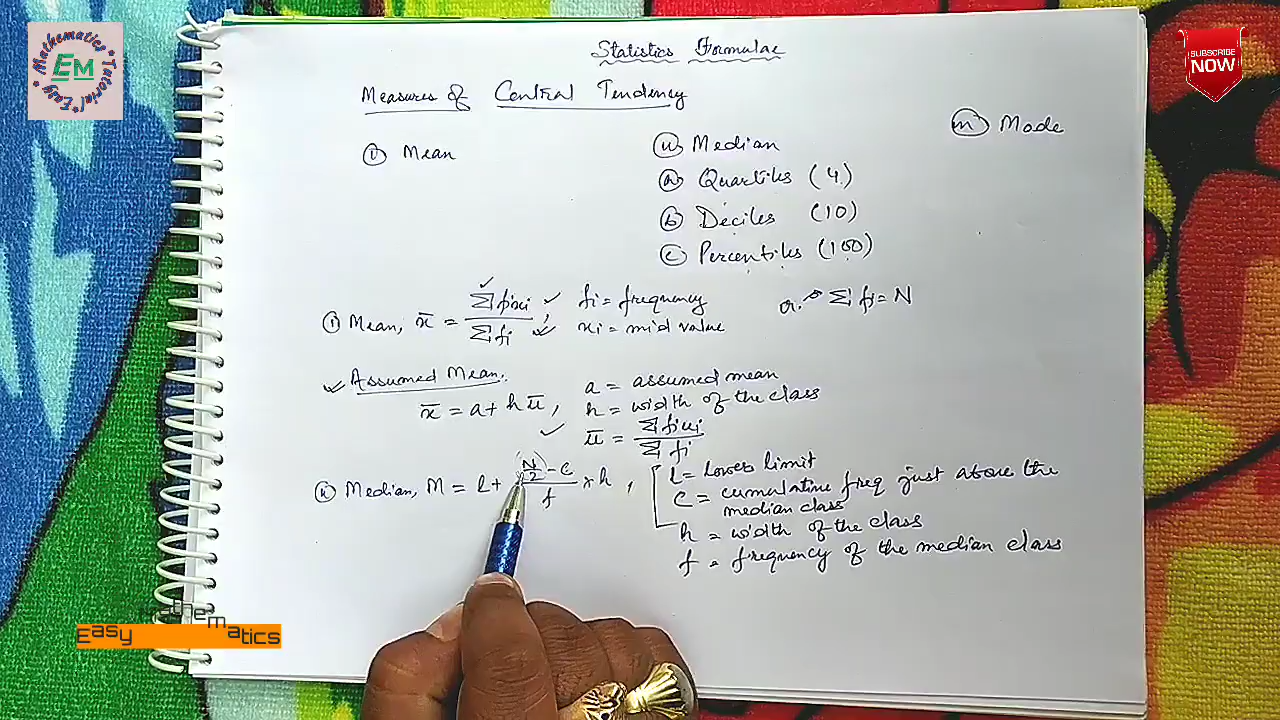 Mathematics Tutorial Easy
EM
SUBSCRIBE
NOW
Statistics Formulae
Measures of Central Tendency
(i) Mean
(ii) Median
(iii) Mode
(a) Quartiles (4)
(b) Deciles (10)
(c) Percentiles (100)
(i) Mean, x̄ = Σfixi / Σfi, fi = frequency
xi = mid value
or, Σfi = N
Assumed Mean.
x̄ = a + hū, a = assumed mean
h = width of the class
ū = Σfiui / Σfi
(ii) Median, M = l + (N/2 - C)/f × h, l = Lower limit
C = cumulative freq just above the
median class
h = width of the class
f = frequency of the median class
Easy mathematics